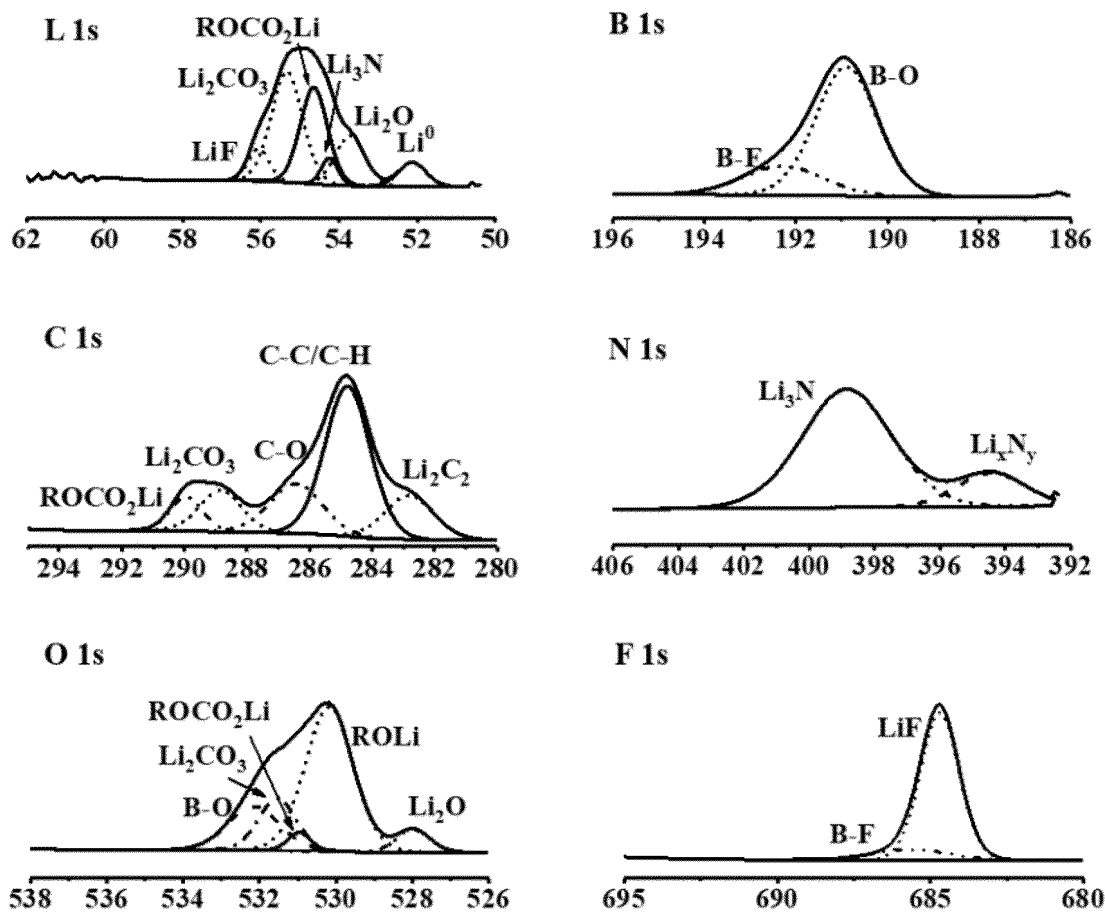 L 1s
ROCO₂Li
Li₂CO₃
Li₃N
Li₂O
LiF
Li⁰
62 60 58 56 54 52 50
B 1s
B-O
B-F
196 194 192 190 188 186
C 1s
C-C/C-H
C-O
Li₂CO₃
Li₂C₂
ROCO₂Li
294 292 290 288 286 284 282 280
N 1s
Li₃N
LiₓNᵧ
406 404 402 400 398 396 394 392
O 1s
ROCO₂Li
ROLi
Li₂CO₃
B-O
Li₂O
538 536 534 532 530 528 526
F 1s
LiF
B-F
695 690 685 680